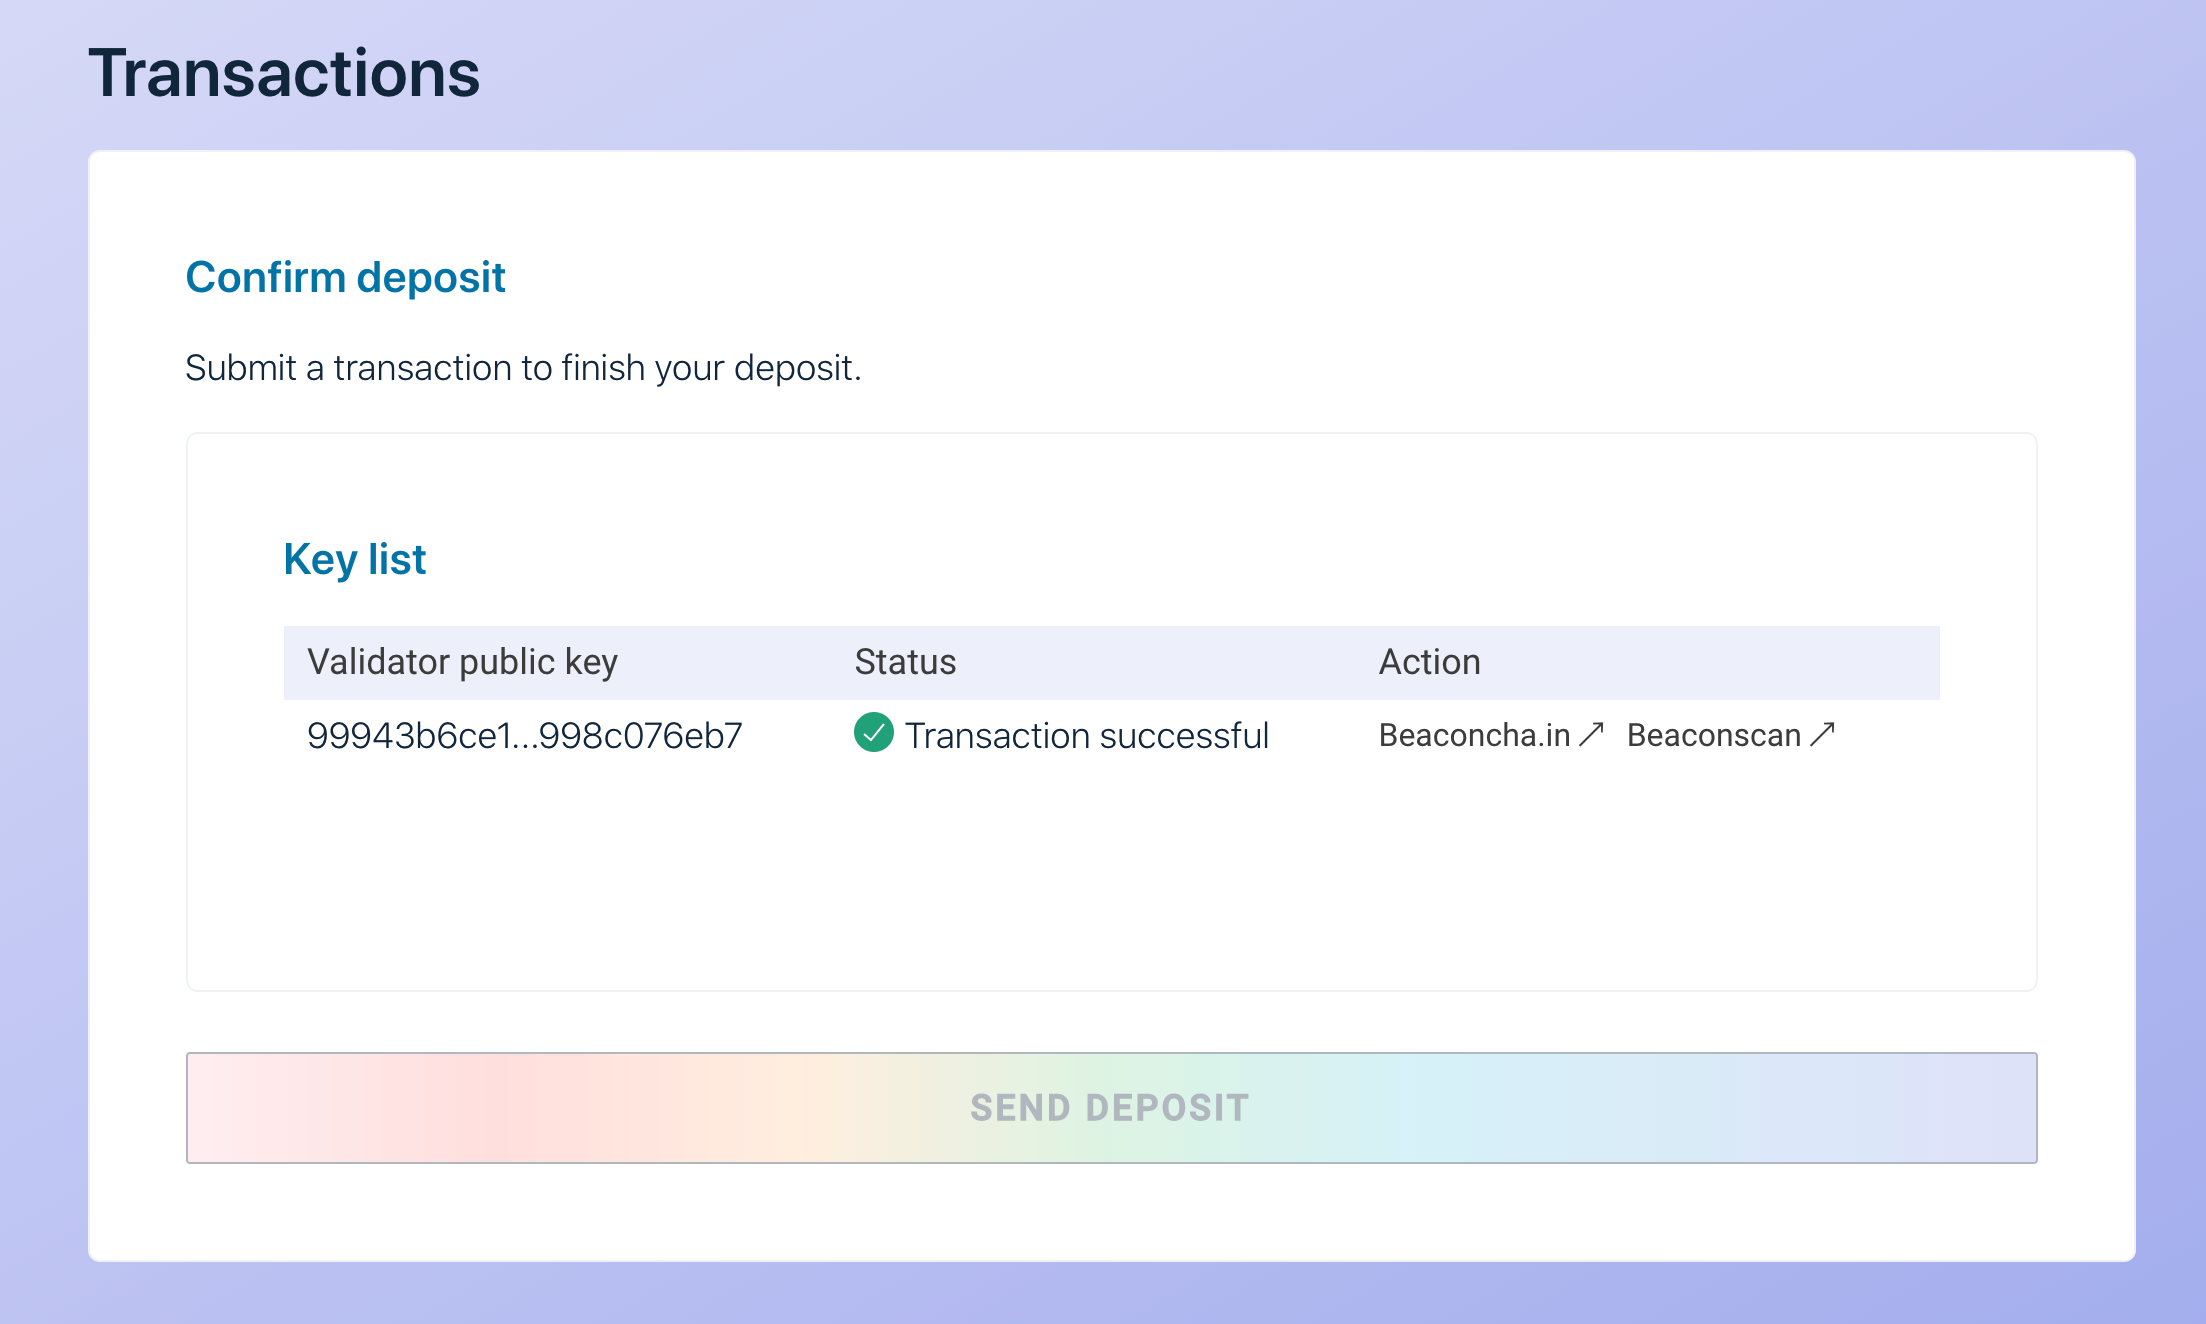 Transactions
Confirm deposit
Submit a transaction to finish your deposit.
Key list
Validator public key Status Action
99943b6ce1...998c076eb7 Transaction successful Beaconcha.in Beaconscan
SEND DEPOSIT